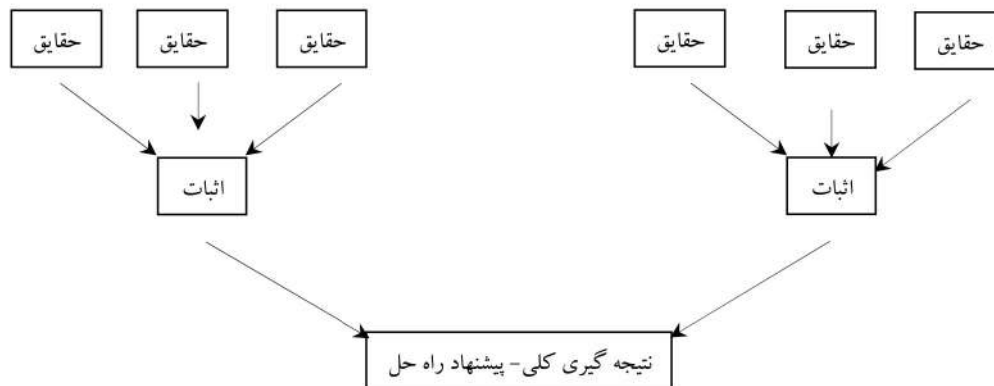 حقایق
حقایق
حقایق
حقایق
حقایق
حقایق
اثبات
اثبات
نتیجه گیری کلی- پیشنهاد راه حل